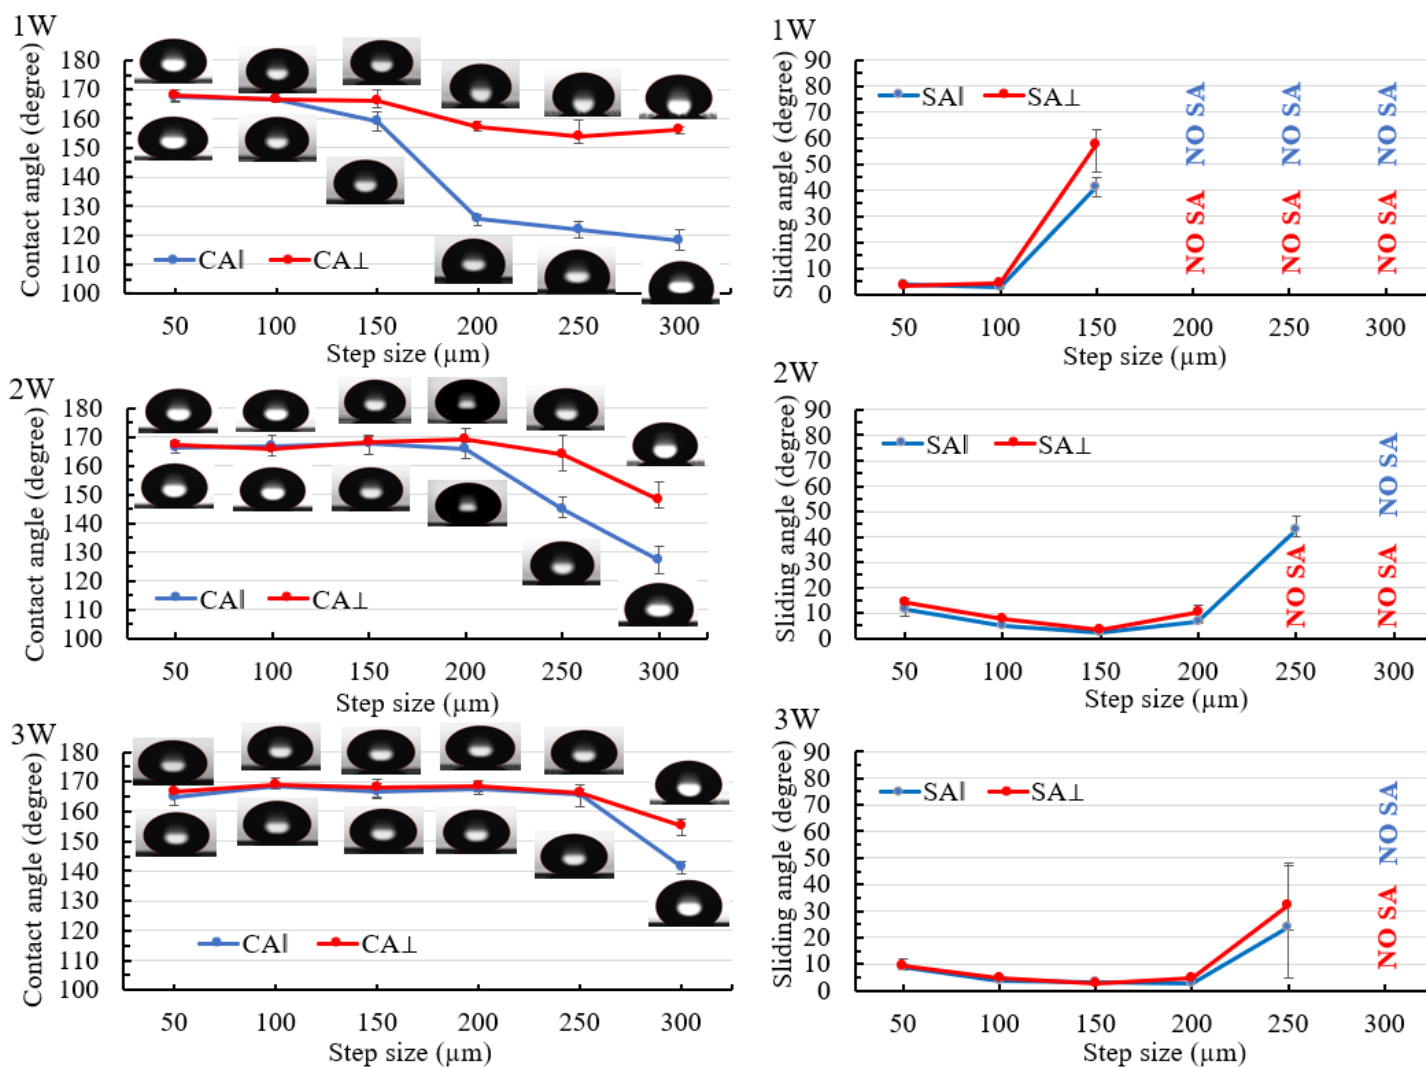 1W
Contact angle (degree)
180
170
160
150
140
130
120
110
100
CA∥ CA⊥
50 100 150 200 250 300
Step size (µm)
1W
Sliding angle (degree)
90
80
70
60
50
40
30
20
10
0
SA∥ SA⊥
NO SA NO SA NO SA
NO SA NO SA NO SA
50 100 150 200 250 300
Step size (µm)
2W
Contact angle (degree)
180
170
160
150
140
130
120
110
100
CA∥ CA⊥
50 100 150 200 250 300
Step size (µm)
2W
Sliding angle (degree)
90
80
70
60
50
40
30
20
10
0
SA∥ SA⊥
NO SA
NO SA NO SA
50 100 150 200 250 300
Step size (µm)
3W
Contact angle (degree)
180
170
160
150
140
130
120
110
100
CA∥ CA⊥
50 100 150 200 250 300
Step size (µm)
3W
Sliding angle (degree)
90
80
70
60
50
40
30
20
10
0
SA∥ SA⊥
NO SA
NO SA
50 100 150 200 250 300
Step size (µm)